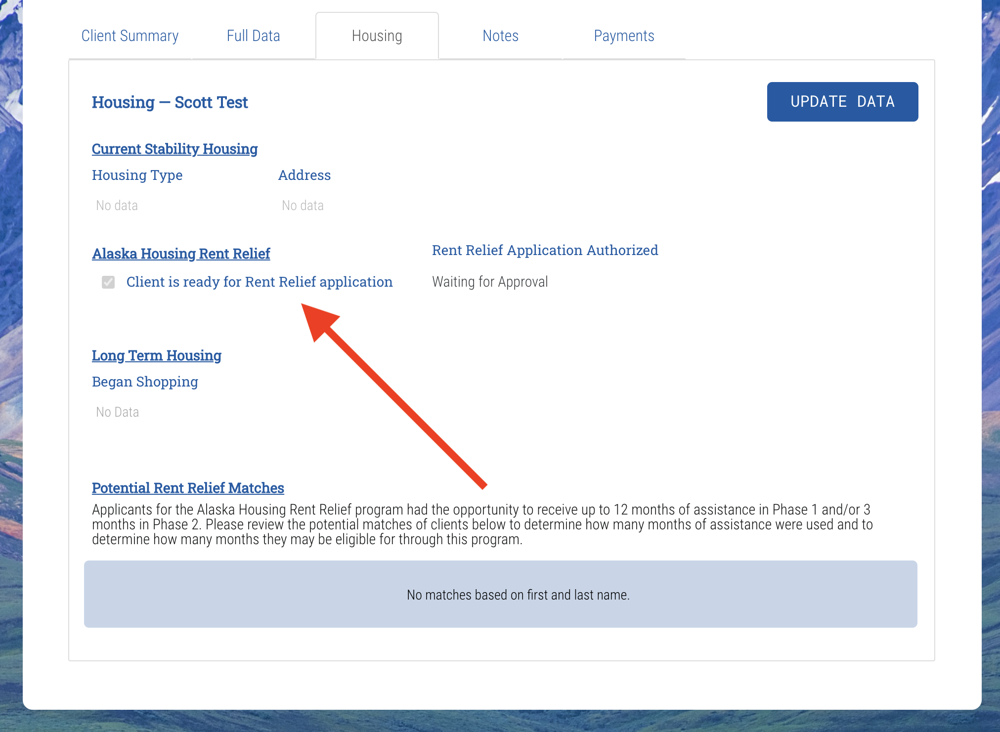 Client Summary
Full Data
Housing
Notes
Payments
Housing — Scott Test
UPDATE DATA
Current Stability Housing
Housing Type
Address
No data
No data
Alaska Housing Rent Relief
Rent Relief Application Authorized
Client is ready for Rent Relief application
Waiting for Approval
Long Term Housing
Began Shopping
No Data
Potential Rent Relief Matches
Applicants for the Alaska Housing Rent Relief program had the opportunity to receive up to 12 months of assistance in Phase 1 and/or 3
months in Phase 2. Please review the potential matches of clients below to determine how many months of assistance were used and to
determine how many months they may be eligible for through this program.
No matches based on first and last name.